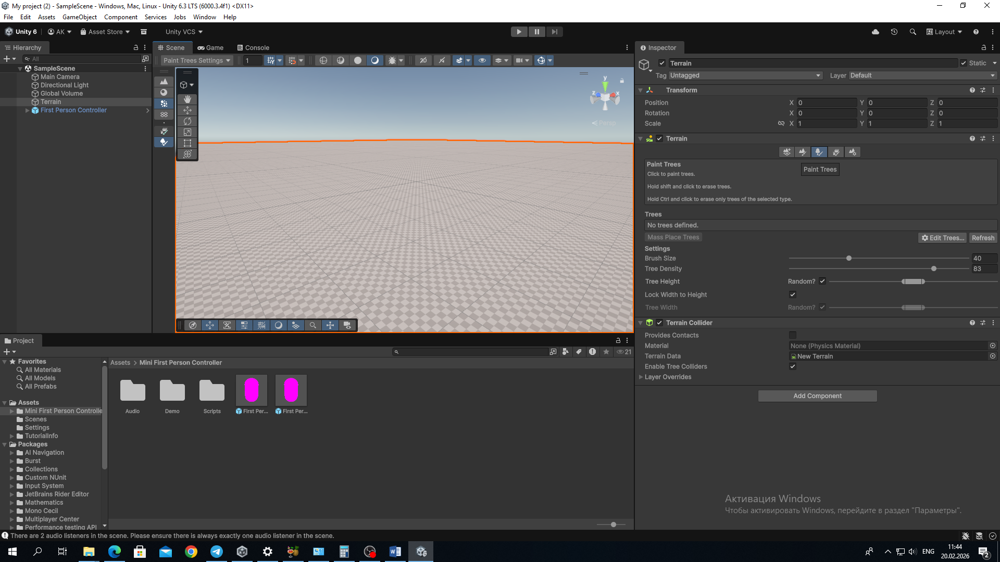 My project (2) - SampleScene - Windows, Mac, Linux - Unity 6.3 LTS (6000.3.4f1) <DX11>
File Edit Assets GameObject Component Services Jobs Window Help
Unity 6 AK Asset Store Unity VCS Layout
Hierarchy
All
SampleScene
Main Camera
Directional Light
Global Volume
Terrain
First Person Controller
Scene Game Console
Paint Trees Settings 1 2D
y
z x
Persp
Inspector
Terrain Static
Tag Untagged Layer Default
Transform
Position X 0 Y 0 Z 0
Rotation X 0 Y 0 Z 0
Scale X 1 Y 1 Z 1
Terrain
Paint Trees
Click to paint trees.
Hold shift and click to erase trees.
Hold Ctrl and click to erase only trees of the selected type.
Paint Trees
Trees
No trees defined.
Mass Place Trees Edit Trees... Refresh
Settings
Brush Size 40
Tree Density 83
Tree Height Random?
Lock Width to Height
Tree Width Random?
Terrain Collider
Provides Contacts
Material None (Physics Material)
Terrain Data New Terrain
Enable Tree Colliders
Layer Overrides
Add Component
Project
21
Favorites
All Materials
All Models
All Prefabs
Assets
Mini First Person Controlle
Scenes
Settings
TutorialInfo
Packages
AI Navigation
Burst
Collections
Custom NUnit
Input System
JetBrains Rider Editor
Mathematics
Mono Cecil
Multiplayer Center
Performance testing API
Assets > Mini First Person Controller
Audio Demo Scripts First Per... First Per...
Активация Windows
Чтобы активировать Windows, перейдите в раздел "Параметры".
There are 2 audio listeners in the scene. Please ensure there is always exactly one audio listener in the scene.
ENG 11:44
20.02.2026
2